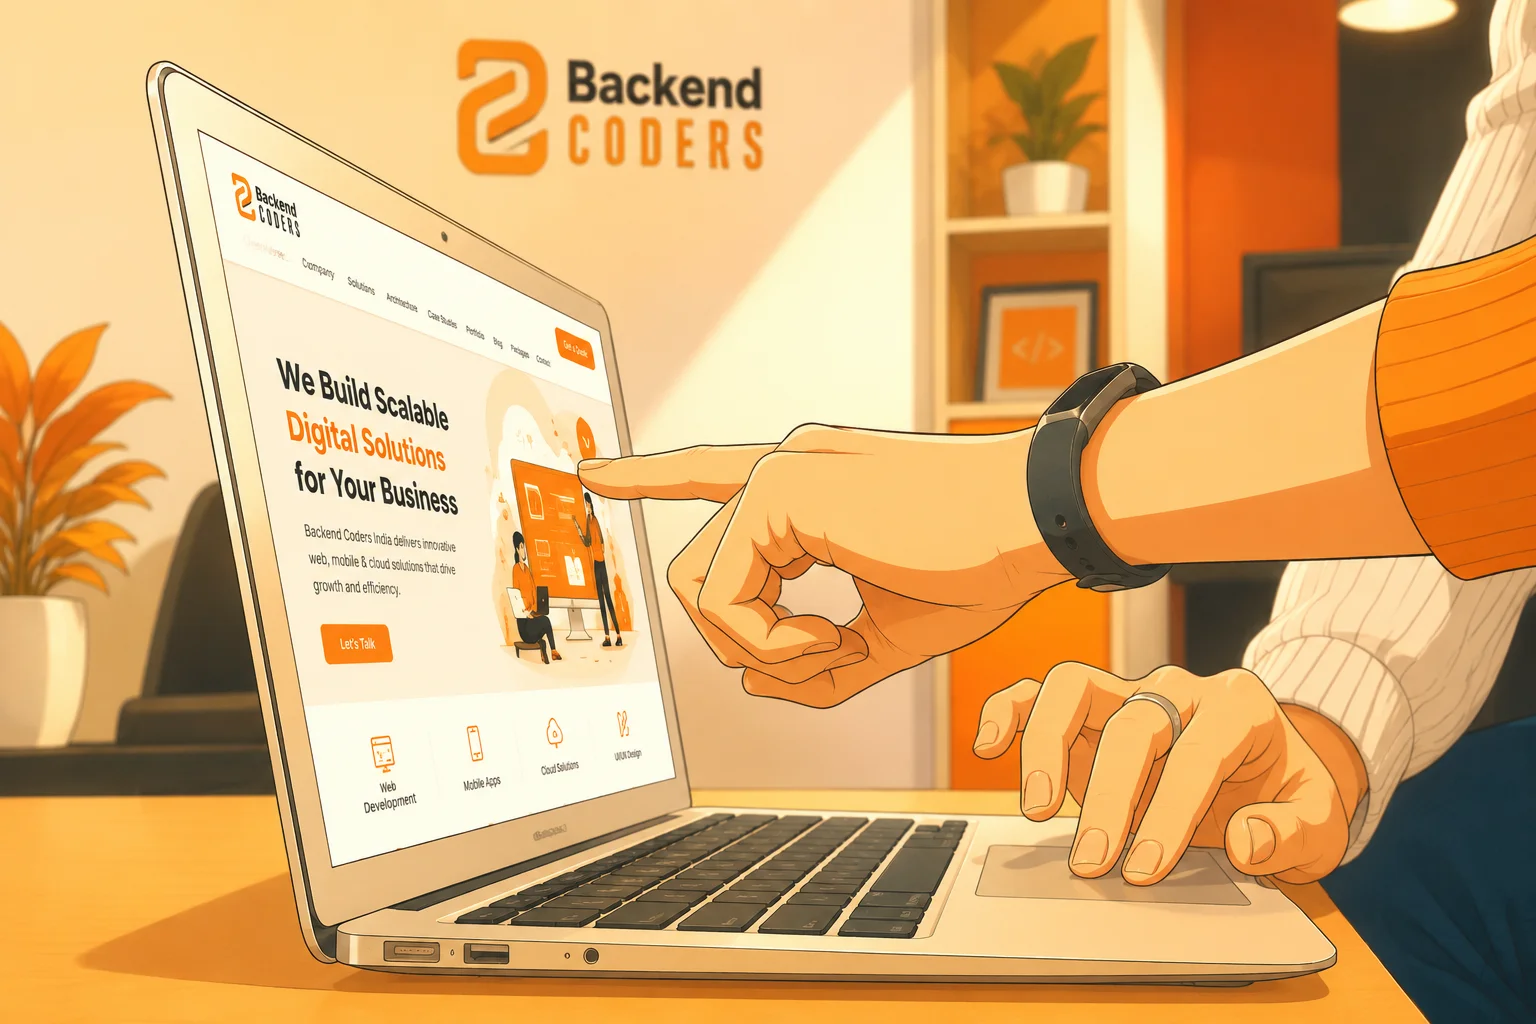 Backend
CODERS
Backend
CODERS
Company
Solutions
Architecture
Case Studies
Portfolio
Blog
Packages
Contact
Get a Quote
We Build Scalable
Digital Solutions
for Your Business
Backend Coders India delivers innovative
web, mobile & cloud solutions that drive
growth and efficiency.
Let's Talk
Web
Development
Mobile Apps
Cloud Solutions
UI/UX Design
</>